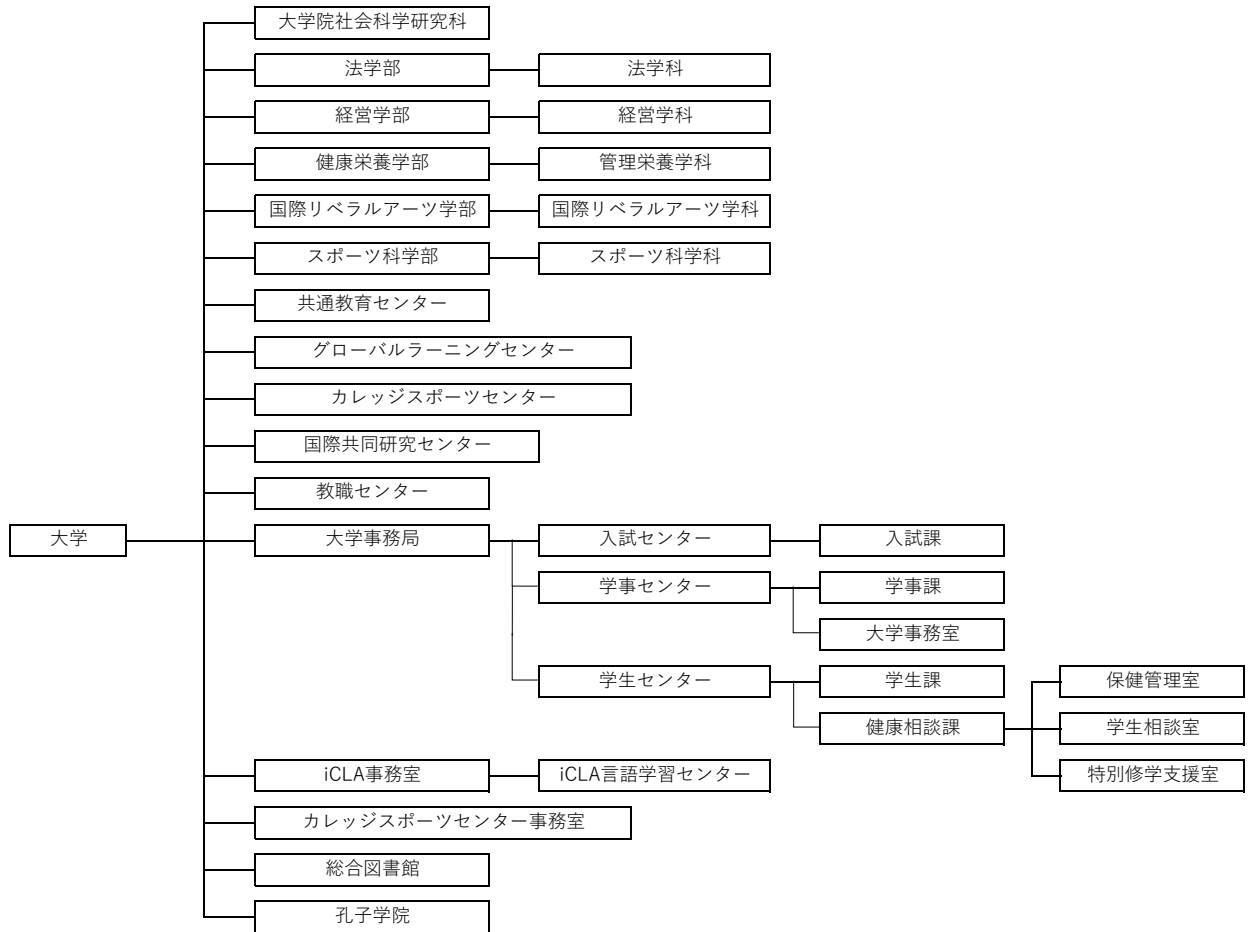 大学院社会科学研究科
法学部
法学科
経営学部
経営学科
健康栄養学部
管理栄養学科
国際リベラルアーツ学部
国際リベラルアーツ学科
スポーツ科学部
スポーツ科学科
共通教育センター
グローバルラーニングセンター
カレッジスポーツセンター
国際共同研究センター
教職センター
大学
大学事務局
入試センター
入試課
学事センター
学事課
大学事務室
学生センター
学生課
保健管理室
健康相談課
学生相談室
iCLA事務室
iCLA言語学習センター
特別修学支援室
カレッジスポーツセンター事務室
総合図書館
孔子学院